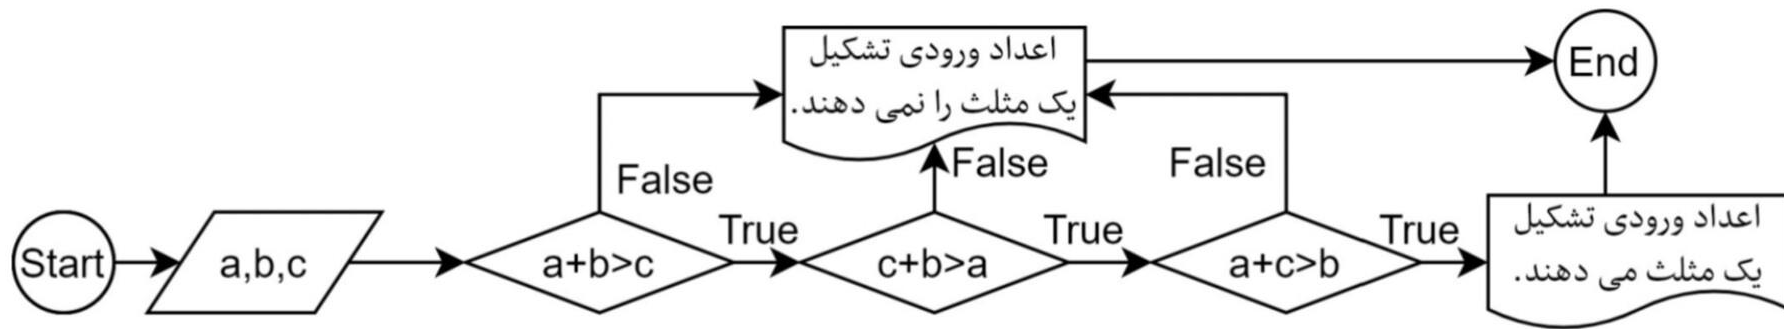 Start
a,b,c
a+b>c
False
True
c+b>a
False
True
a+c>b
False
True
اعداد ورودی تشکیل
یک مثلث را نمی دهند.
اعداد ورودی تشکیل
یک مثلث می دهند.
End